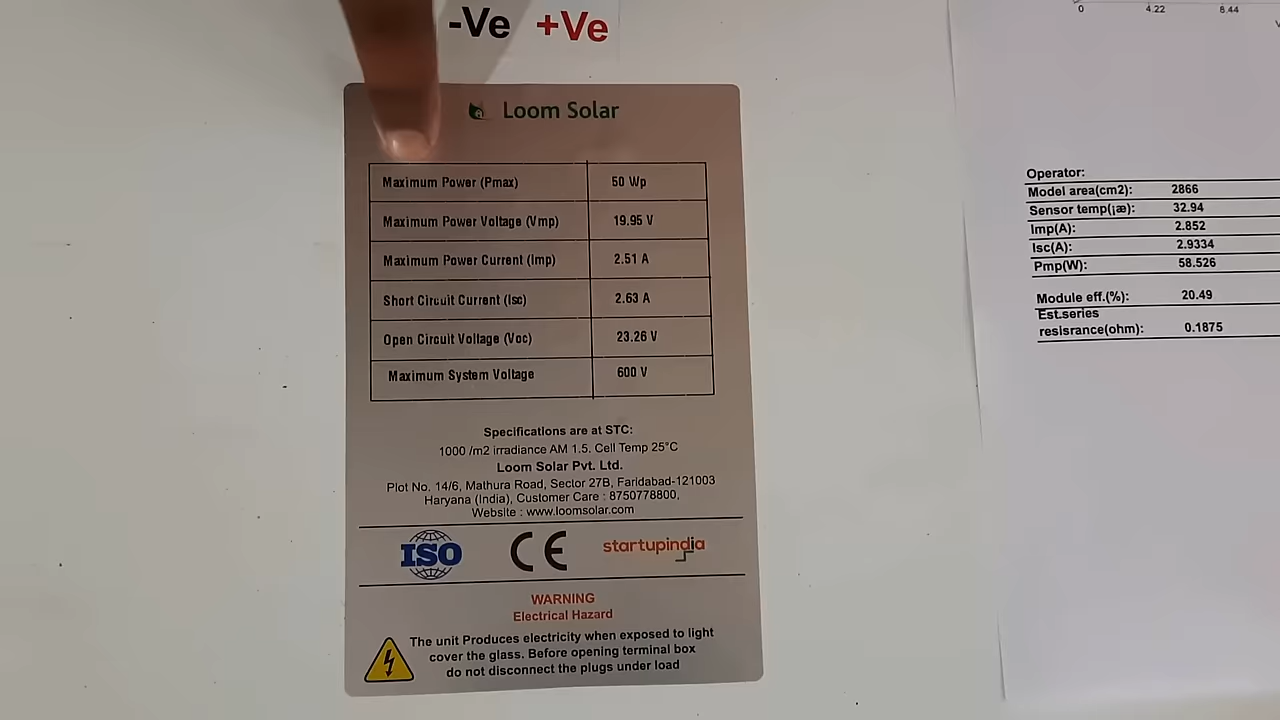 -Ve +Ve
Loom Solar
Maximum Power (Pmax) 50 Wp
Maximum Power Voltage (Vmp) 19.95 V
Maximum Power Current (Imp) 2.51 A
Short Circuit Current (Isc) 2.63 A
Open Circuit Voltage (Voc) 23.26 V
Maximum System Voltage 600 V
Specifications are at STC:
1000 /m2 irradiance AM 1.5. Cell Temp 25°C
Loom Solar Pvt. Ltd.
Plot No. 14/6, Mathura Road, Sector 27B, Faridabad-121003
Haryana (India), Customer Care : 8750778800,
Website : www.loomsolar.com
ISO CE startupindia
WARNING
Electrical Hazard
The unit Produces electricity when exposed to light
cover the glass. Before opening terminal box
do not disconnect the plugs under load
0 4.22 8.44
Operator:
Model area(cm2): 2866
Sensor temp(¡æ): 32.94
Imp(A): 2.852
Isc(A): 2.9334
Pmp(W): 58.526
Module eff.(%): 20.49
Est.series
resisrance(ohm): 0.1875